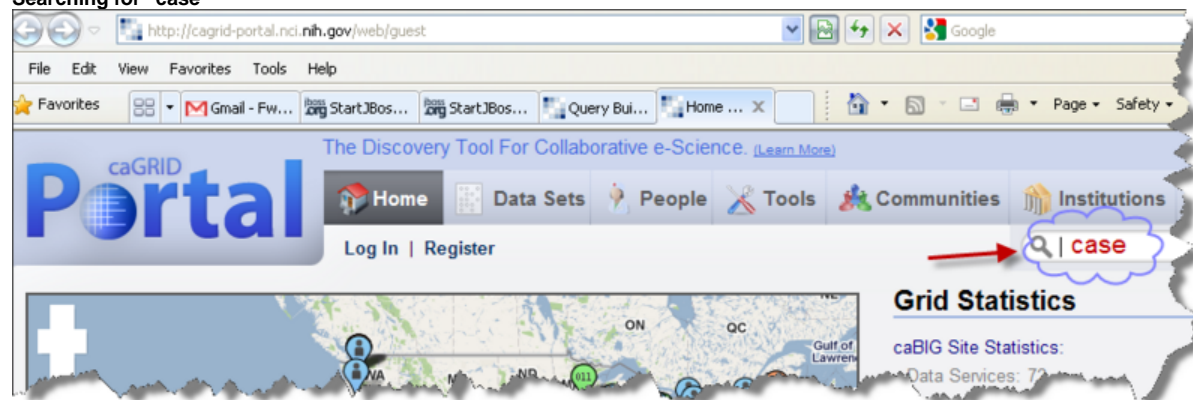 Searching for "case"
http://cagrid-portal.nci.nih.gov/web/guest
Google
File Edit View Favorites Tools Help
Favorites
Gmail - Fw...
StartJBos...
StartJBos...
Query Bui...
Home ...
Page
Safety
caGRID
Portal
The Discovery Tool For Collaborative e-Science. (Learn More)
Home
Data Sets
People
Tools
Communities
Institutions
Log In | Register
case
Grid Statistics
ON
QC
Gulf of
Lawren
caBIG Site Statistics:
Data Services: 72
WA
ND
011